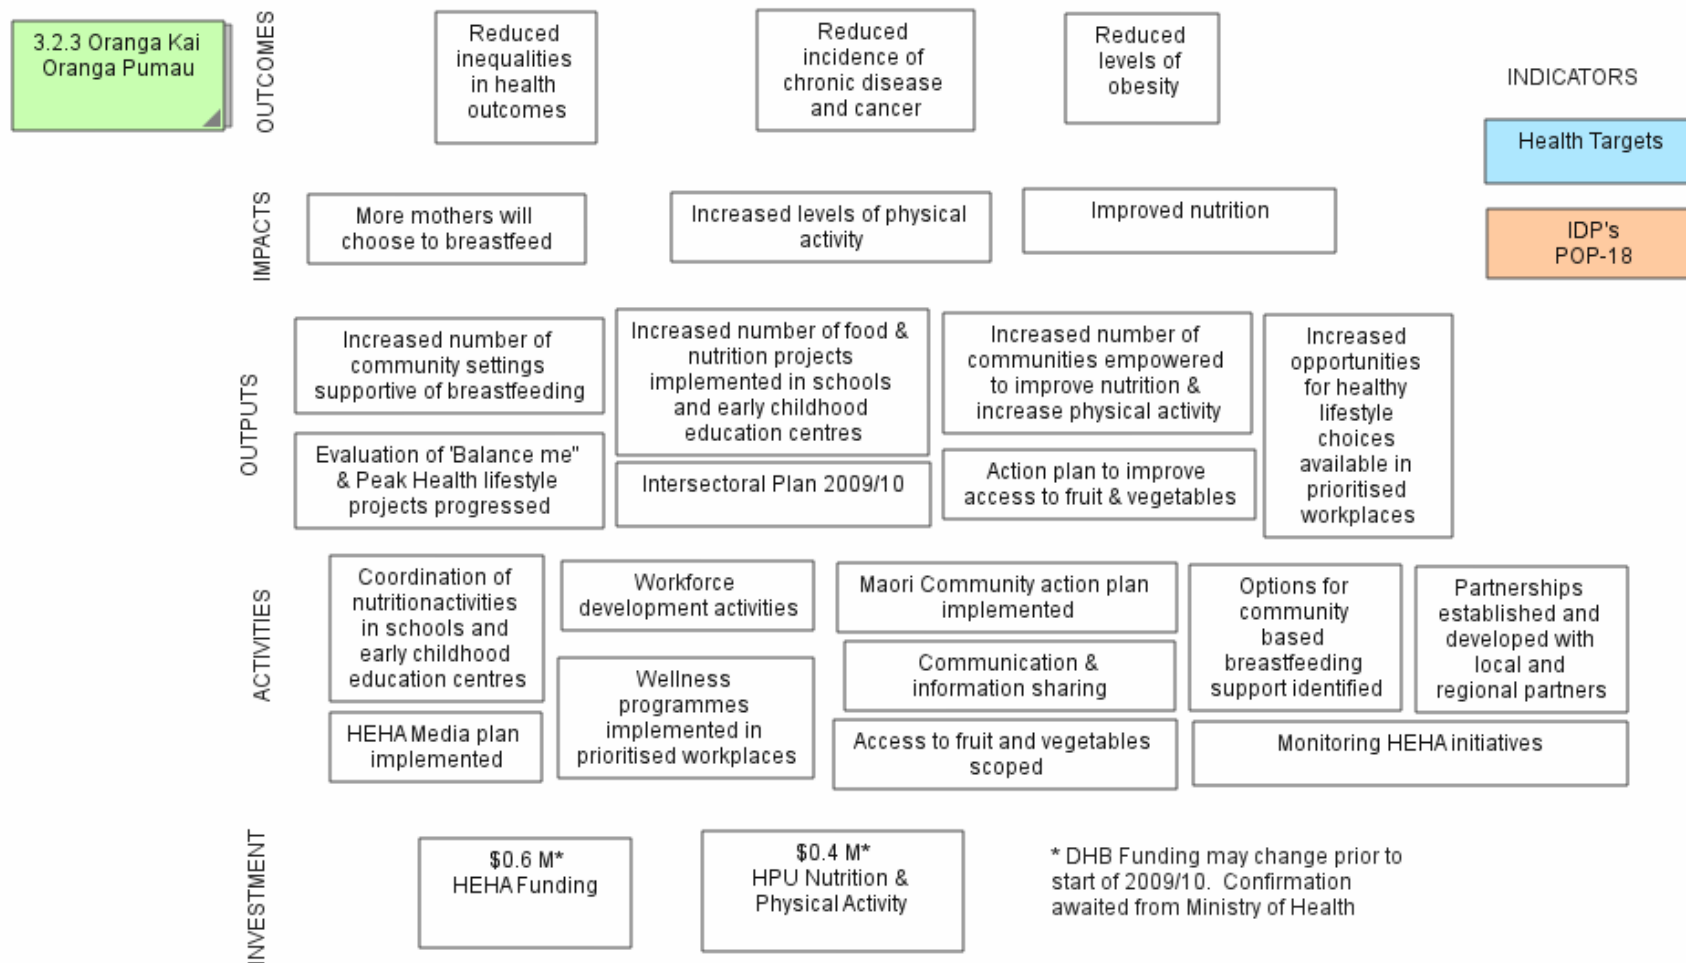 3.2.3 Oranga Kai
Oranga Pumau
OUTCOMES
Reduced
inequalities
in health
outcomes
Reduced
incidence of
chronic disease
and cancer
Reduced
levels of
obesity
INDICATORS
Health Targets
IDP's
POP-18
IMPACTS
More mothers will
choose to breastfeed
Increased levels of physical
activity
Improved nutrition
OUTPUTS
Increased number of
community settings
supportive of breastfeeding
Increased number of food &
nutrition projects
implemented in schools
and early childhood
education centres
Increased number of
communities empowered
to improve nutrition &
increase physical activity
Increased
opportunities
for healthy
lifestyle
choices
available in
prioritised
workplaces
Evaluation of 'Balance me"
& Peak Health lifestyle
projects progressed
Intersectoral Plan 2009/10
Action plan to improve
access to fruit & vegetables
ACTIVITIES
Coordination of
nutritionactivities
in schools and
early childhood
education centres
Workforce
development activities
Maori Community action plan
implemented
Options for
community
based
breastfeeding
support identified
Partnerships
established and
developed with
local and
regional partners
Communication &
information sharing
Wellness
programmes
implemented in
prioritised workplaces
HEHA Media plan
implemented
Access to fruit and vegetables
scoped
Monitoring HEHA initiatives
INVESTMENT
$0.6 M*
HEHA Funding
$0.4 M*
HPU Nutrition &
Physical Activity
* DHB Funding may change prior to
start of 2009/10. Confirmation
awaited from Ministry of Health